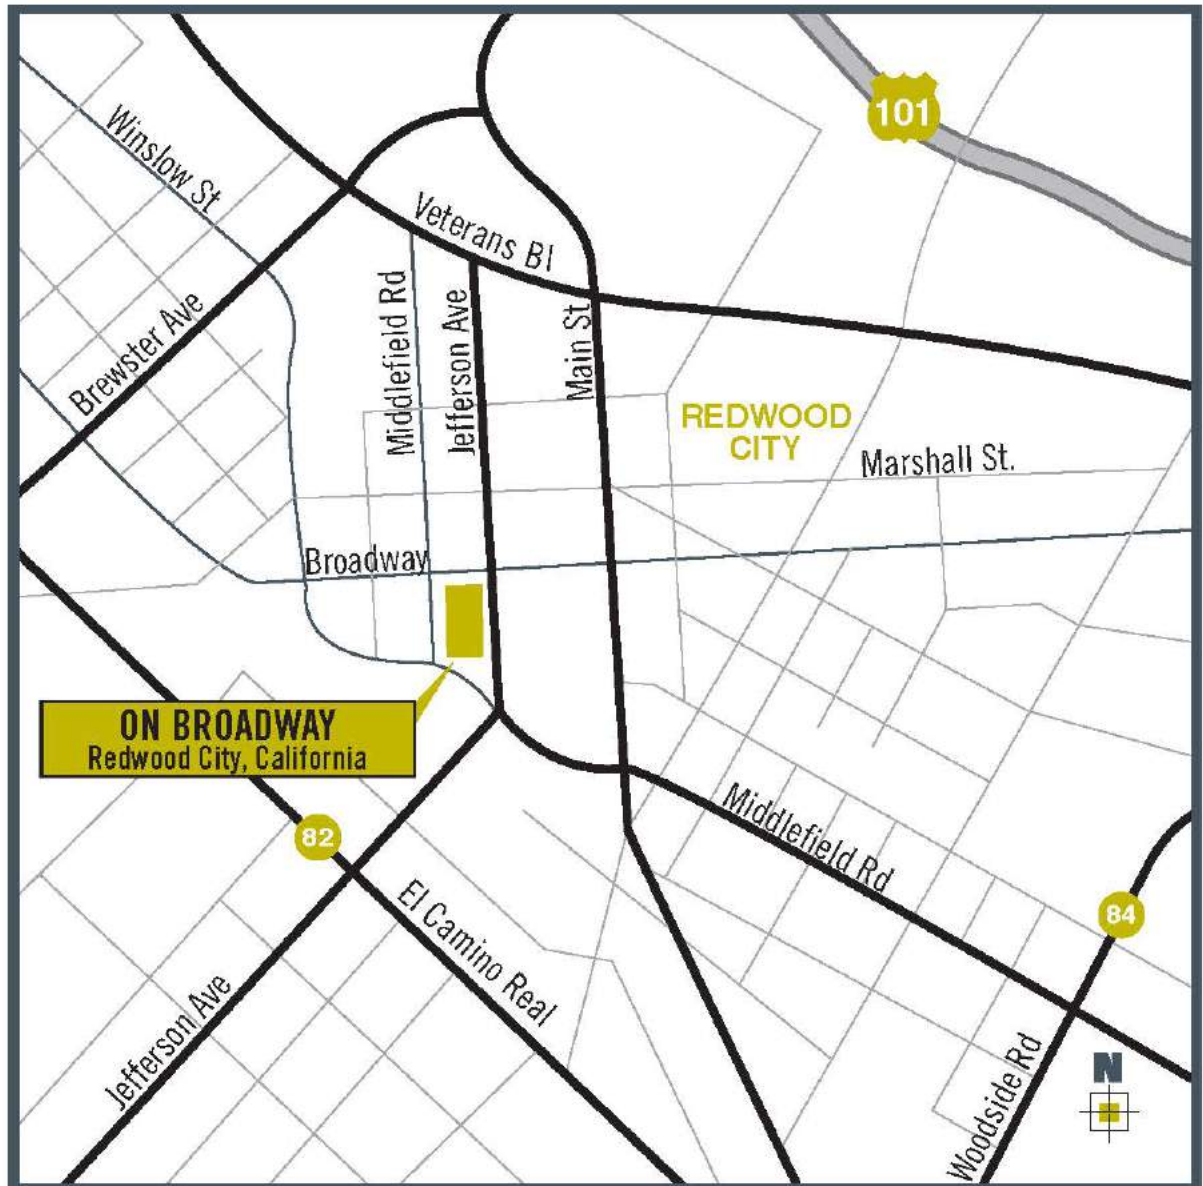 101
Winslow St
Veterans Bl
Middlefield Rd
Jefferson Ave
Main St
Brewster Ave
REDWOOD
CITY
Marshall St.
Broadway
ON BROADWAY
Redwood City, California
82
Middlefield Rd
El Camino Real
84
Jefferson Ave
Woodside Rd
N